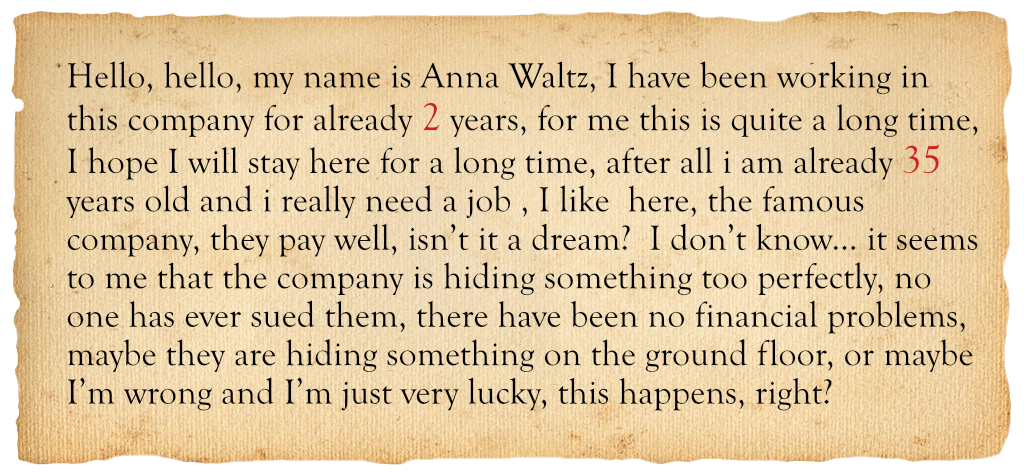 Hello, hello, my name is Anna Waltz, I have been working in
this company for already 2 years, for me this is quite a long time,
I hope I will stay here for a long time, after all i am already 35
years old and i really need a job , I like  here, the famous
company, they pay well, isn't it a dream?  I don't know... it seems
to me that the company is hiding something too perfectly, no
one has ever sued them, there have been no financial problems,
maybe they are hiding something on the ground floor, or maybe
I'm wrong and I'm just very lucky, this happens, right?